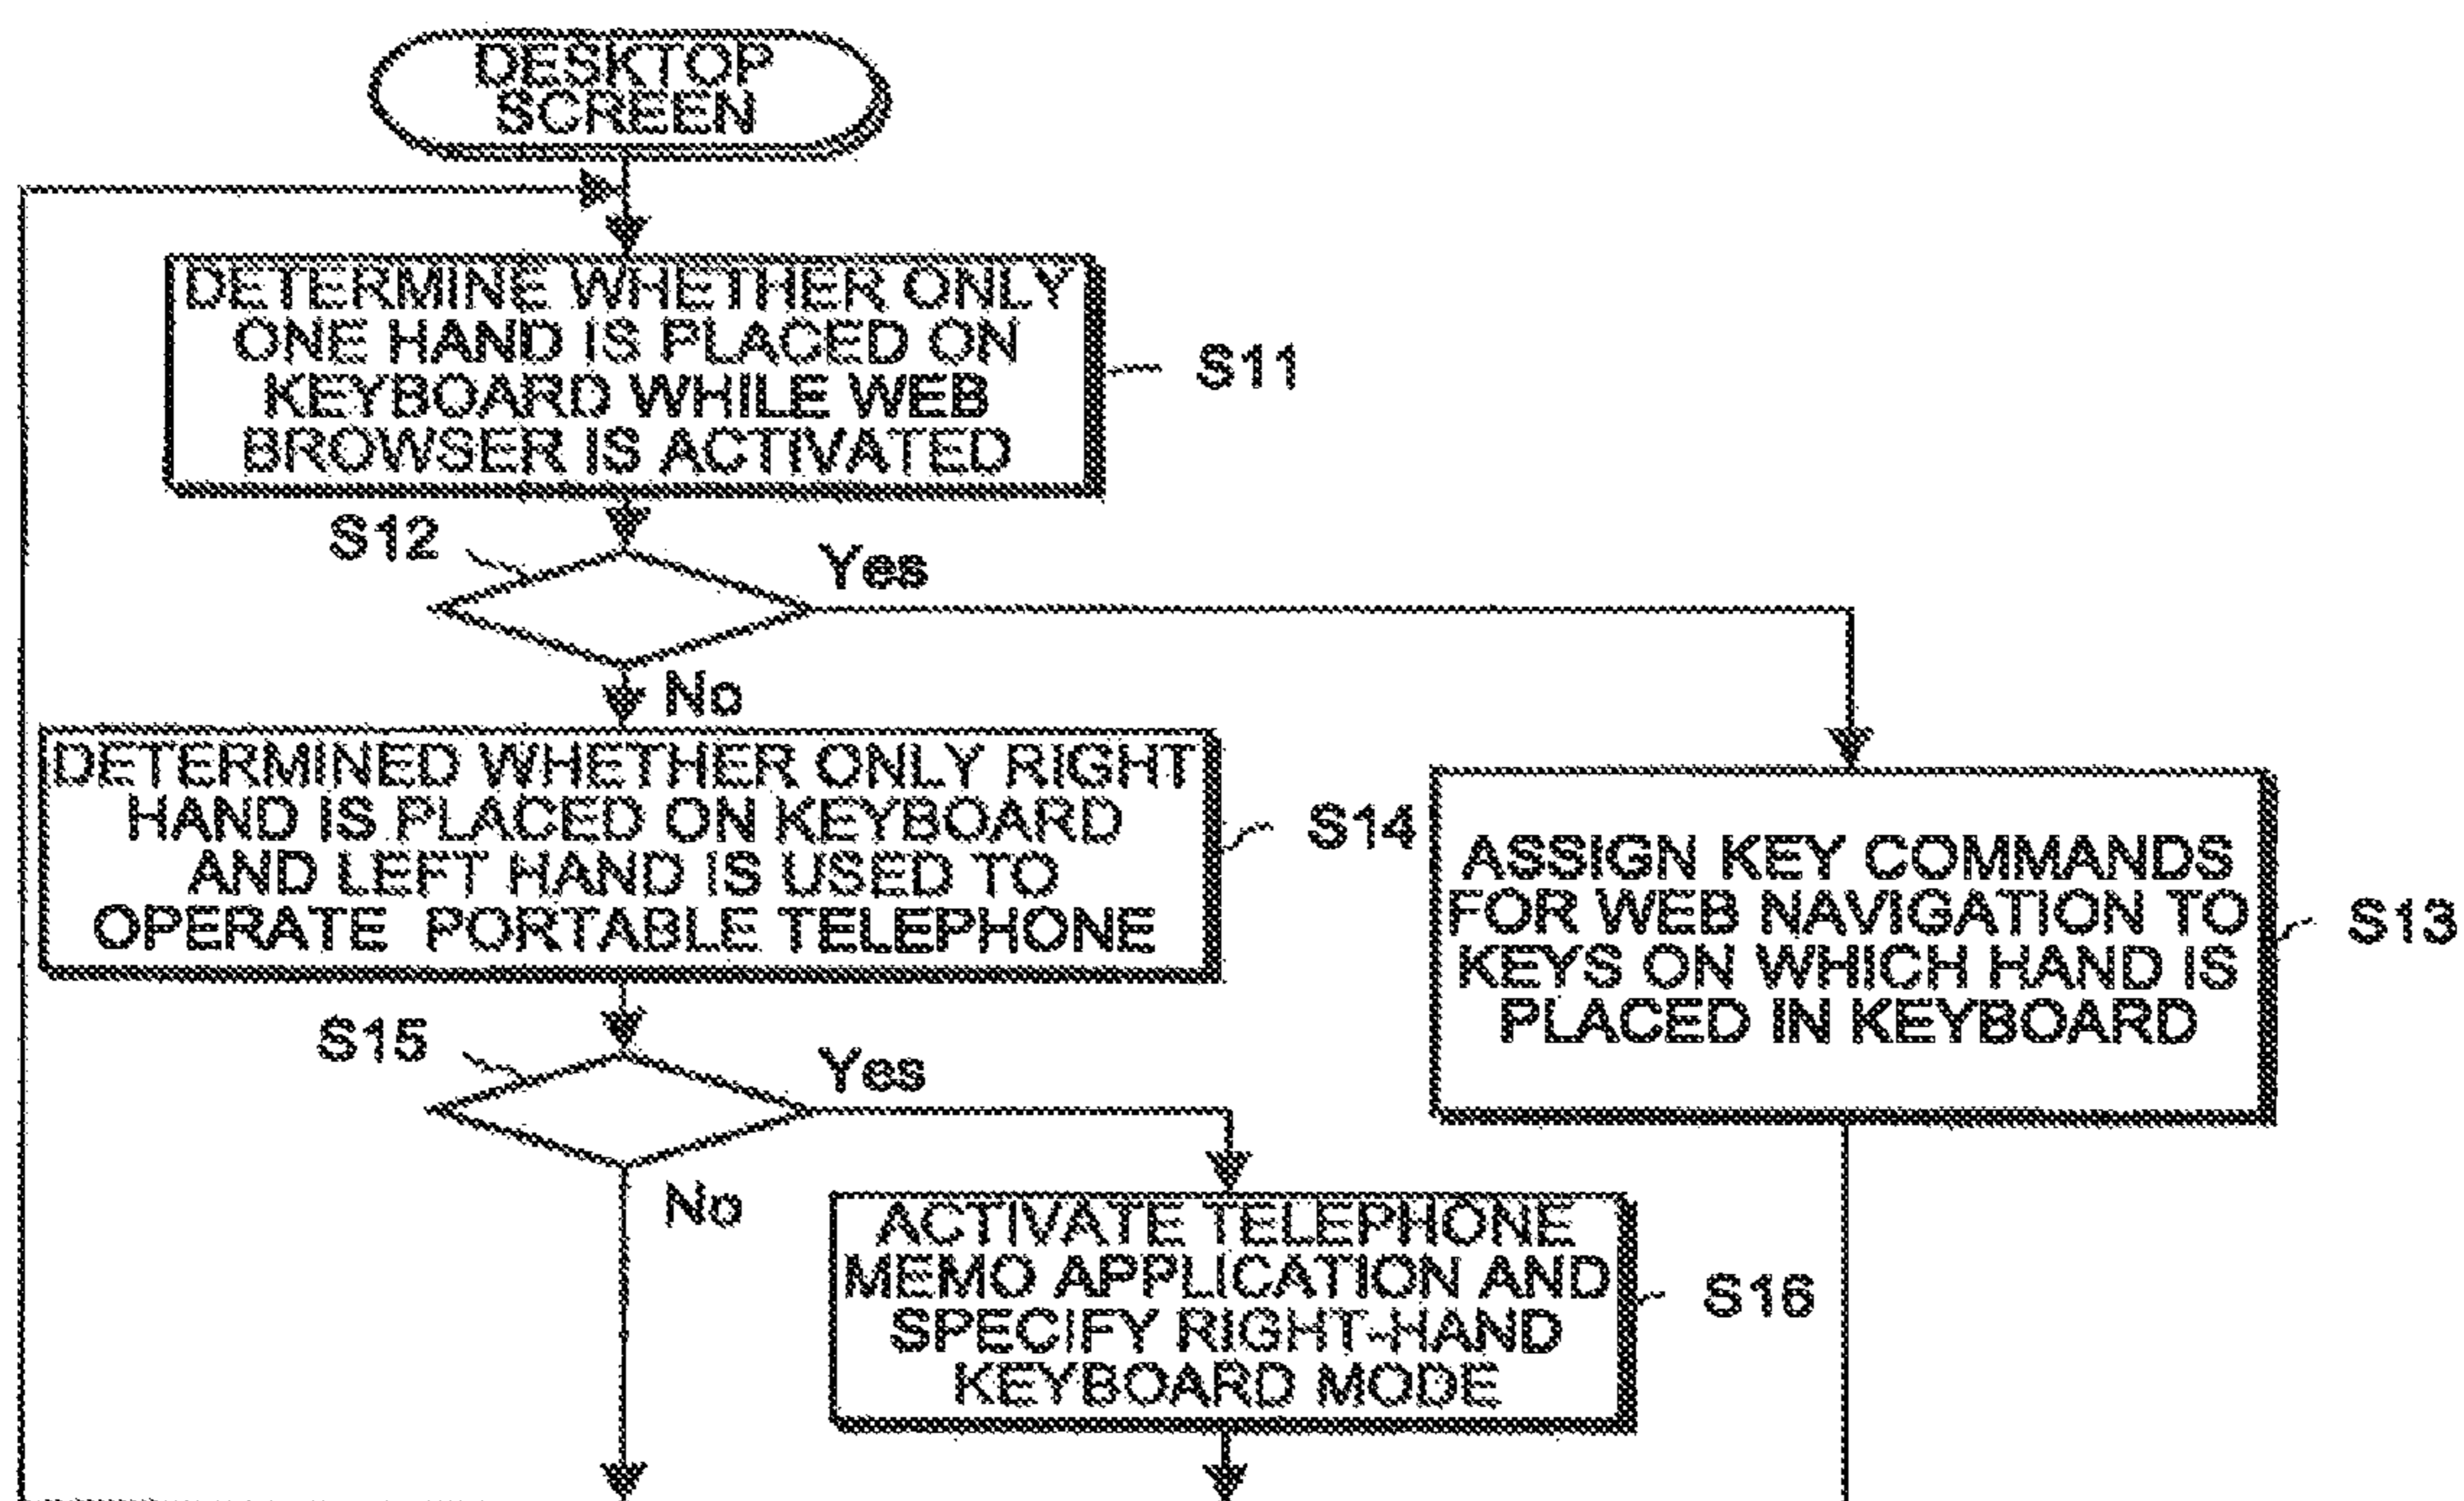 DESKTOP
SCREEN
DETERMINE WHETHER ONLY
ONE HAND IS PLACED ON
KEYBOARD WHILE WEB
BROWSER IS ACTIVATED
S11
S12
Yes
No
DETERMINED WHETHER ONLY RIGHT
HAND IS PLACED ON KEYBOARD
AND LEFT HAND IS USED TO
OPERATE PORTABLE TELEPHONE
S14
ASSIGN KEY COMMANDS
FOR WEB NAVIGATION TO
KEYS ON WHICH HAND IS
PLACED IN KEYBOARD
S13
S15
Yes
No
ACTIVATE TELEPHONE
MEMO APPLICATION AND
SPECIFY RIGHT-HAND
KEYBOARD MODE
S16